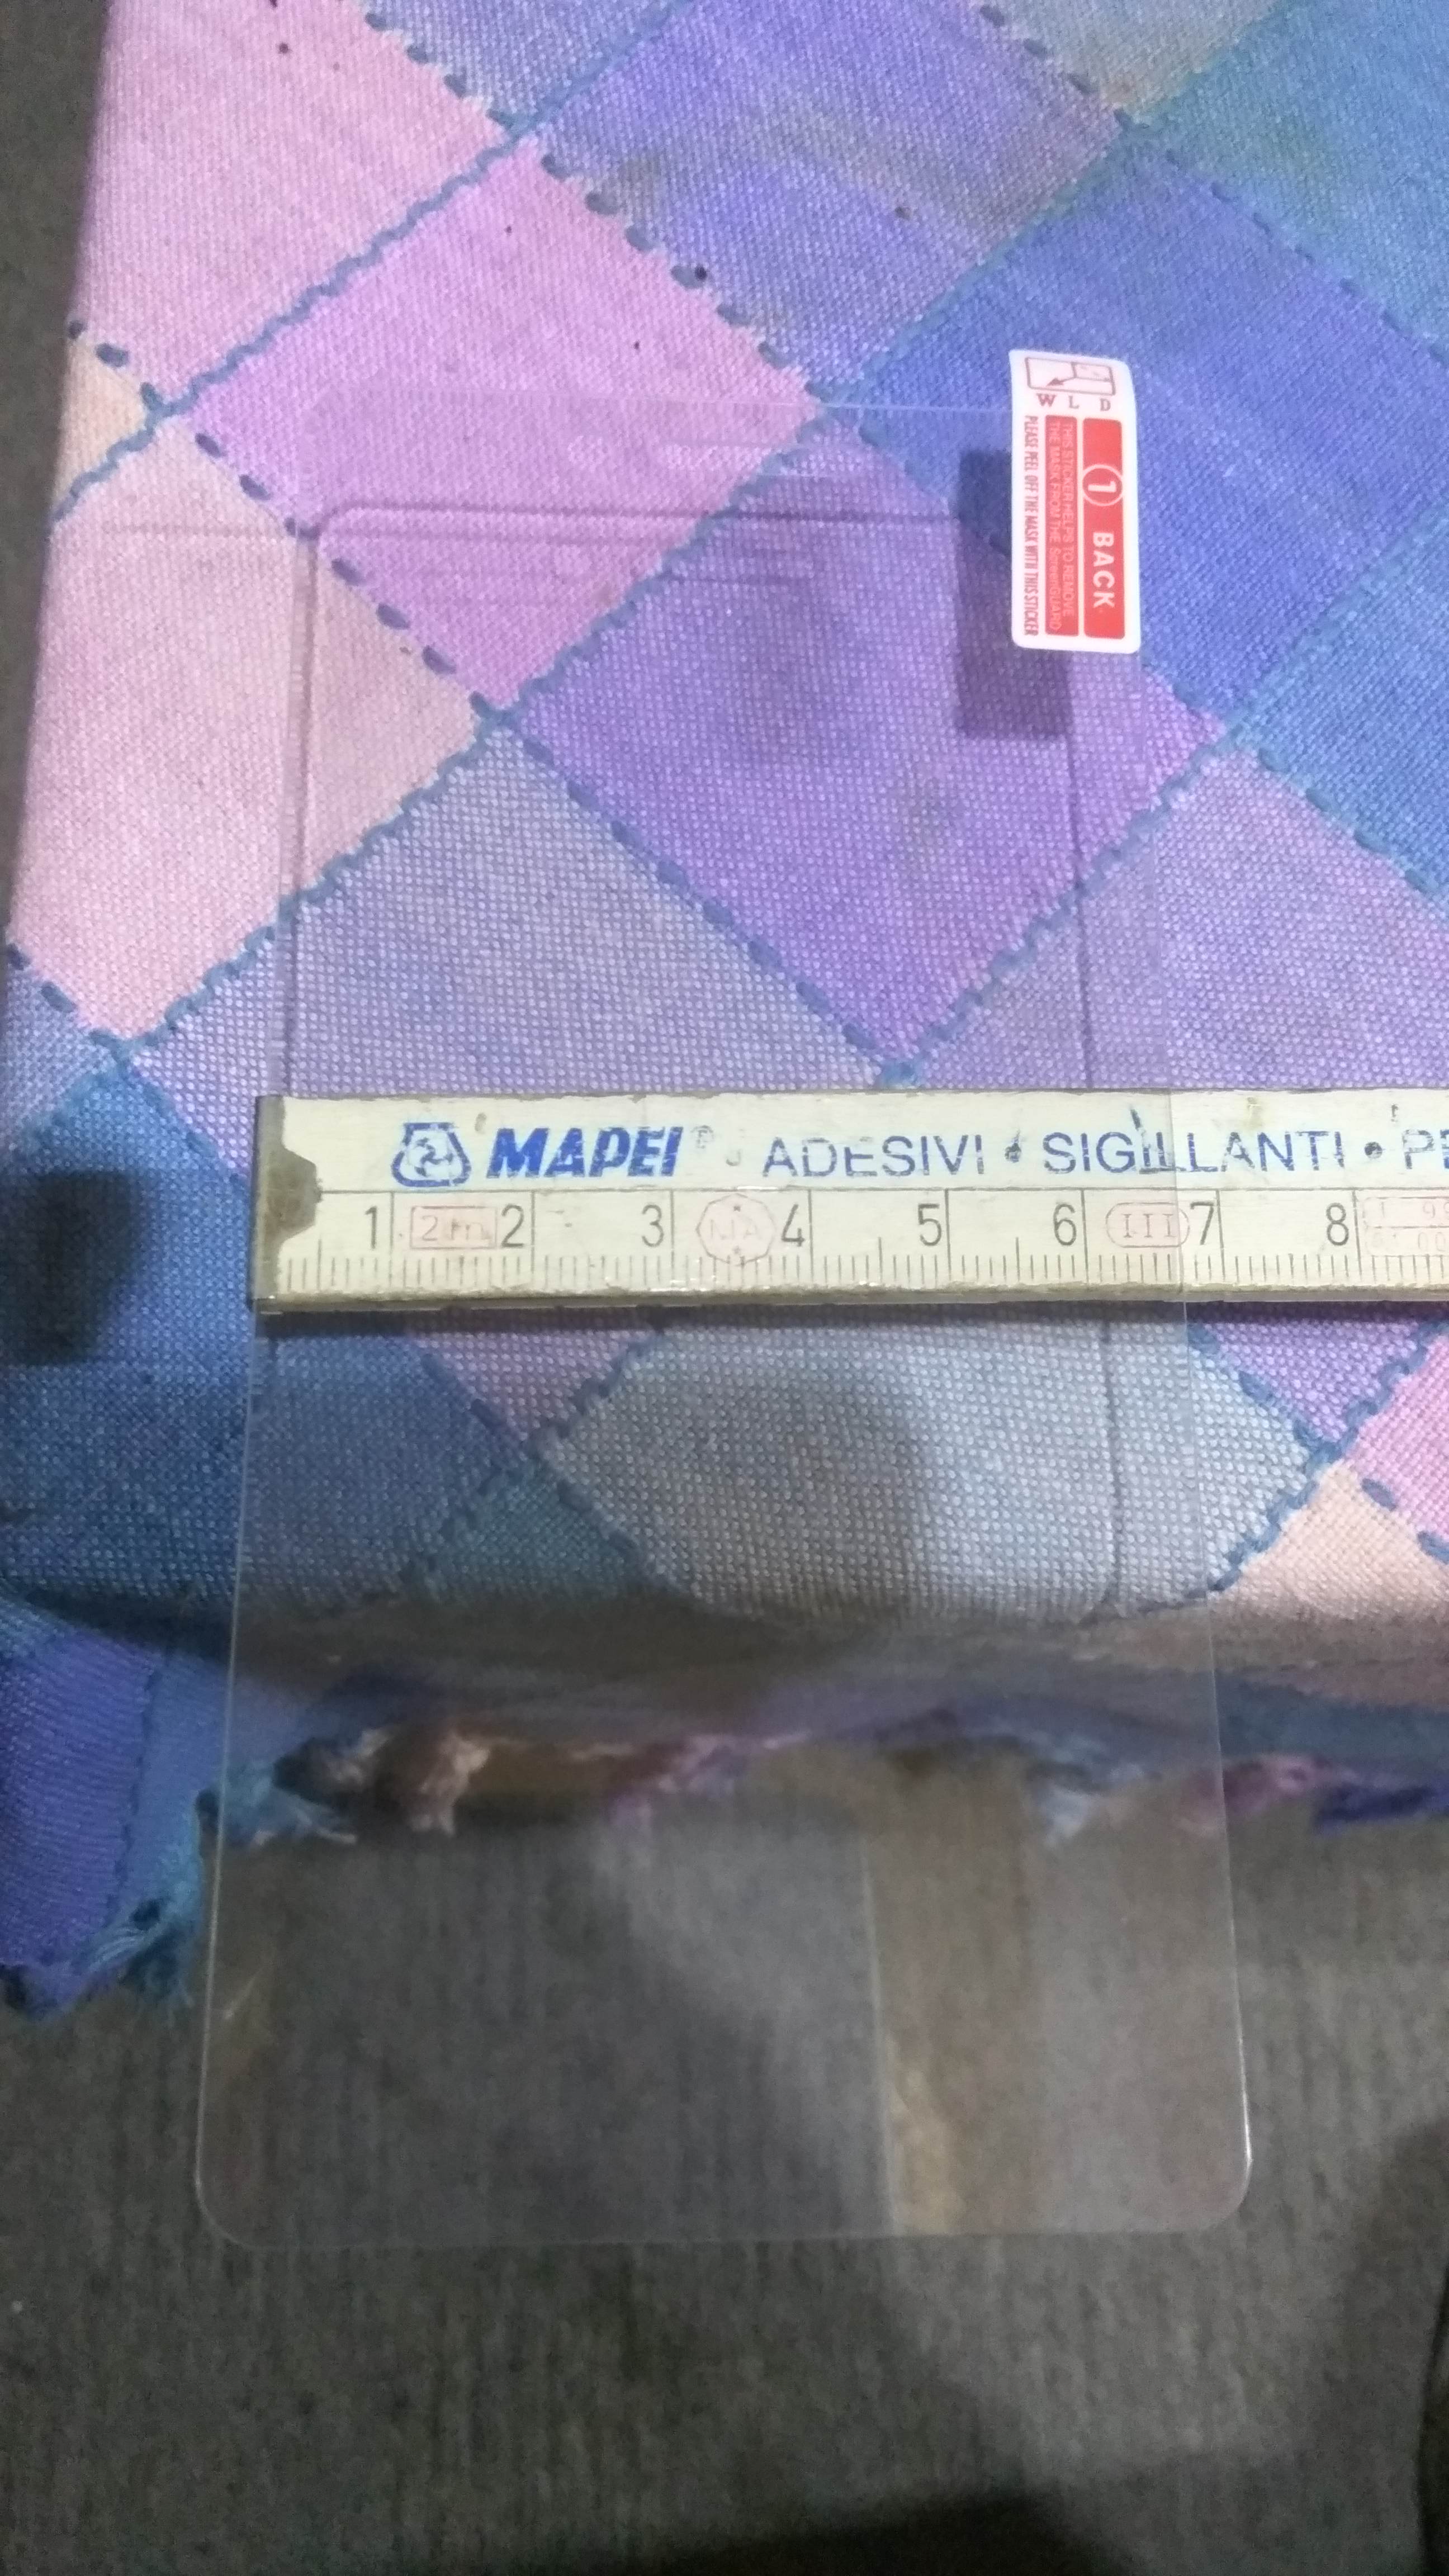 W L D
1 BACK
THIS STICKER HELPS TO REMOVE
THE MASK FROM THE ScreenGUARD
PLEASE PEEL OFF THE MASK WITH THIS STICKER
MAPEI® • ADESIVI • SIGILLANTI • P
1 2m 2 3 MA 4 5 6 III 7 8